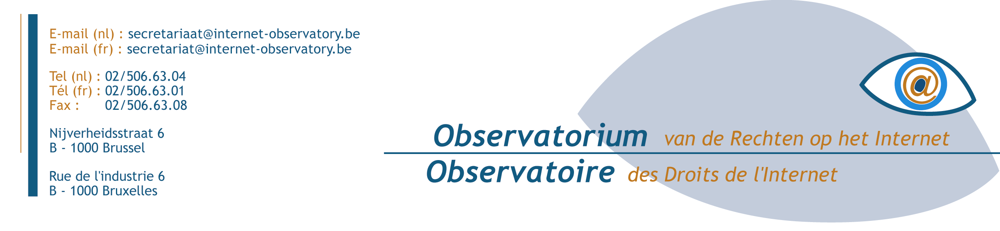 E-mail (nl) : secretariaat@internet-observatory.be
E-mail (fr) : secretariat@internet-observatory.be
Tel (nl) : 02/506.63.04
Tél (fr) : 02/506.63.01
Fax : 02/506.63.08
Nijverheidsstraat 6
B - 1000 Brussel
Rue de l'industrie 6
B - 1000 Bruxelles
@
Observatorium van de Rechten op het Internet
Observatoire des Droits de l'Internet